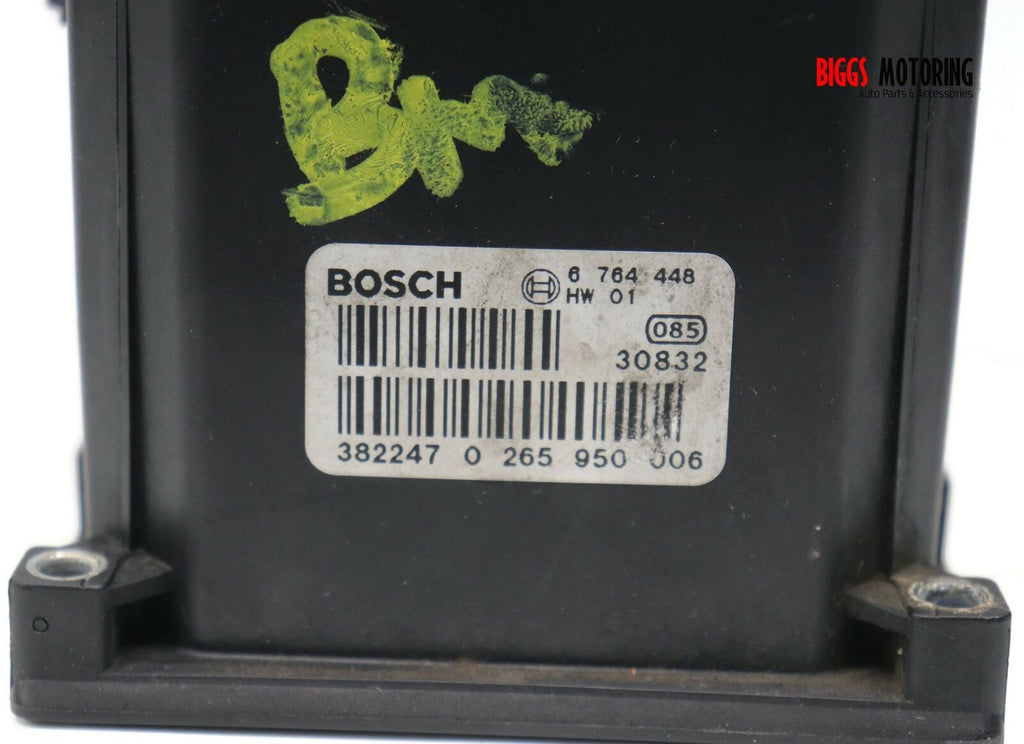 BIGGS MOTORING
Auto Parts & Accessories
BOSCH 6 764 448
HW 01
085
30832
382247 0 265 950 006